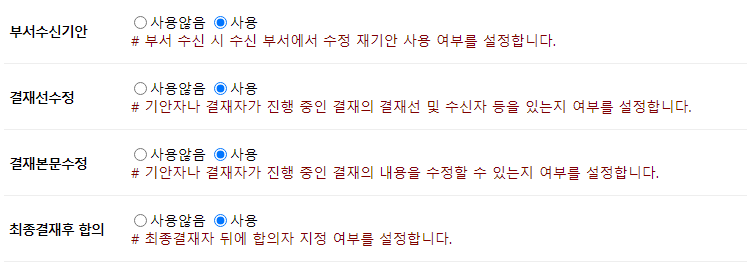 부서수신기안 사용않음 사용
# 부서 수신 시 수신 부서에서 수정 재기안 사용 여부를 설정합니다.
결재선수정 사용않음 사용
# 기안자나 결재자가 진행 중인 결재의 결재선 및 수신자 등을 있는지 여부를 설정합니다.
결재본문수정 사용않음 사용
# 기안자나 결재자가 진행 중인 결재의 내용을 수정할 수 있는지 여부를 설정합니다.
최종결재후 합의 사용않음 사용
# 최종결재자 뒤에 합의자 지정 여부를 설정합니다.